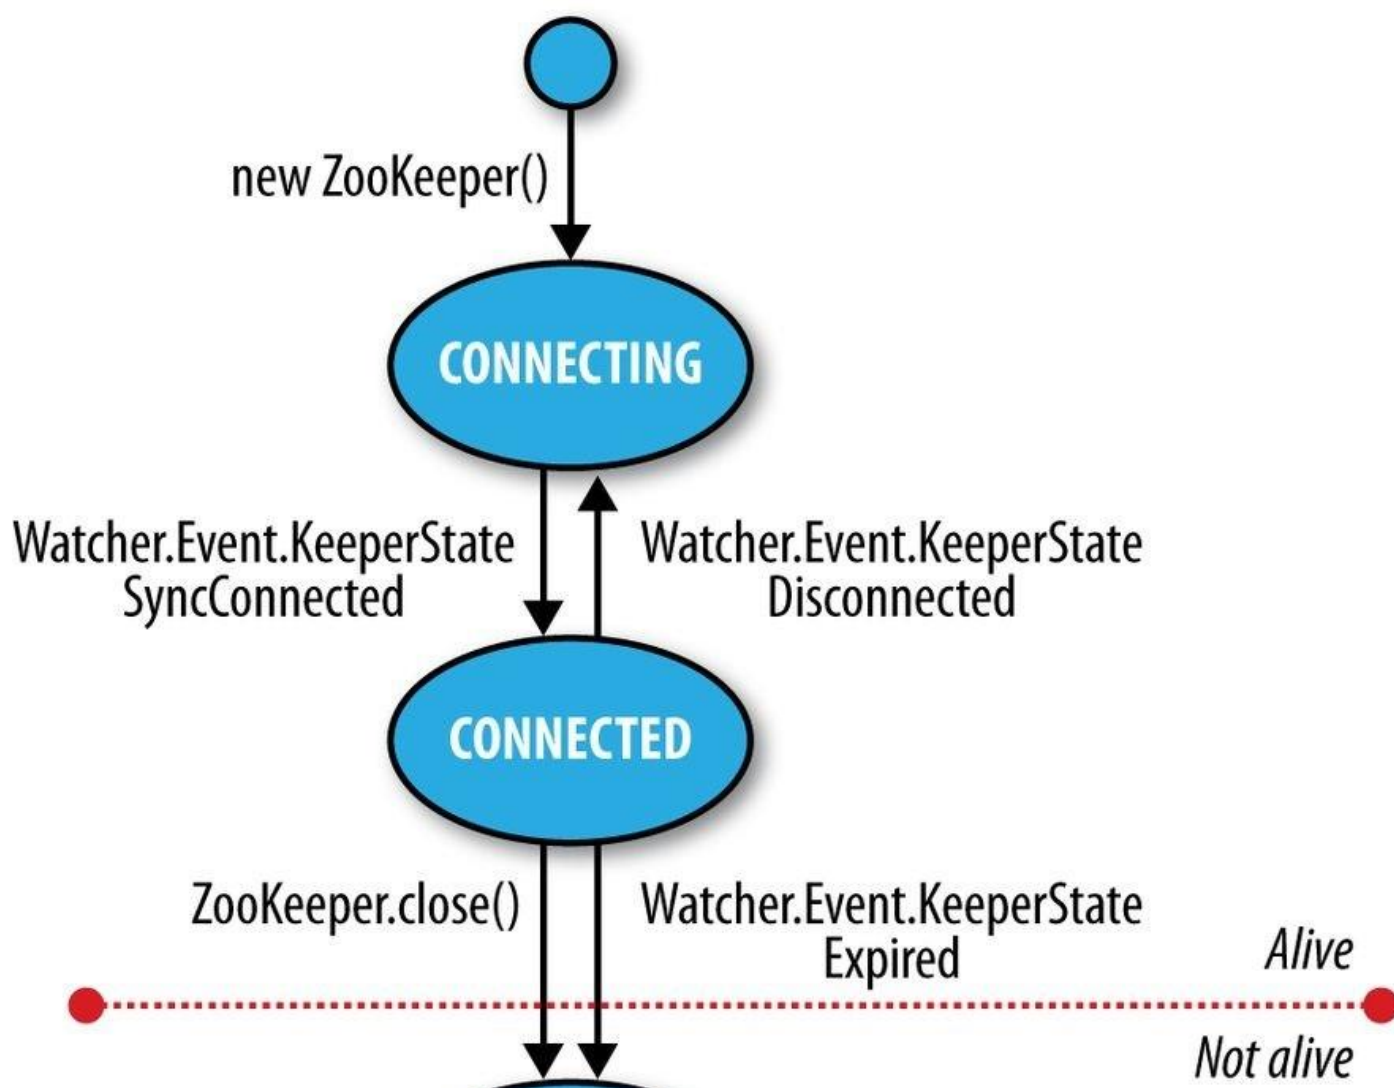 new ZooKeeper()
CONNECTING
Watcher.Event.KeeperState
SyncConnected
Watcher.Event.KeeperState
Disconnected
CONNECTED
ZooKeeper.close()
Watcher.Event.KeeperState
Expired
Alive
Not alive